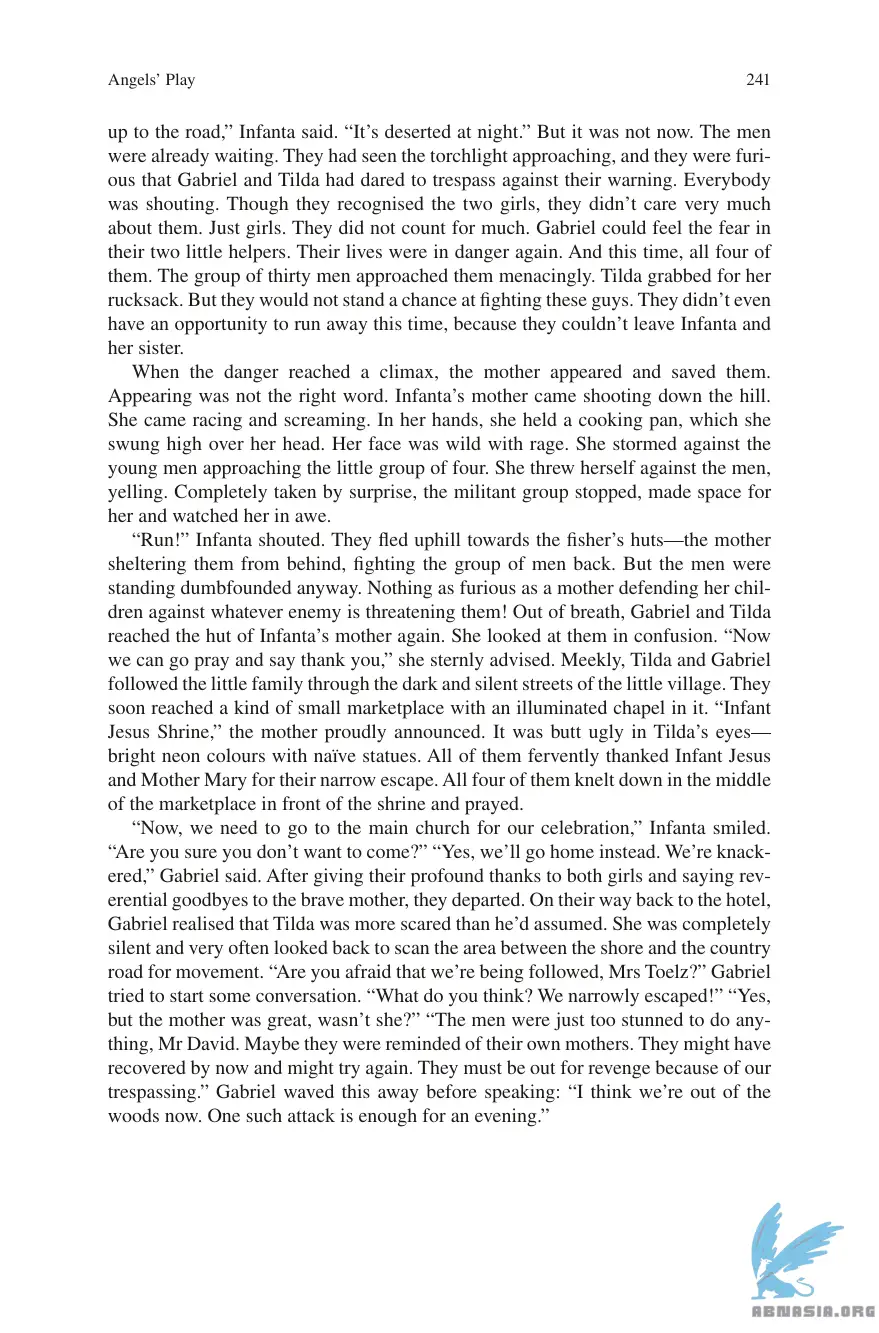 Angels’ Play 241
up to the road,” Infanta said. “It’s deserted at night.” But it was not now. The men
were already waiting. They had seen the torchlight approaching, and they were furi-
ous that Gabriel and Tilda had dared to trespass against their warning. Everybody
was shouting. Though they recognised the two girls, they didn’t care very much
about them. Just girls. They did not count for much. Gabriel could feel the fear in
their two little helpers. Their lives were in danger again. And this time, all four of
them. The group of thirty men approached them menacingly. Tilda grabbed for her
rucksack. But they would not stand a chance at fighting these guys. They didn’t even
have an opportunity to run away this time, because they couldn’t leave Infanta and
her sister.
When the danger reached a climax, the mother appeared and saved them.
Appearing was not the right word. Infanta’s mother came shooting down the hill.
She came racing and screaming. In her hands, she held a cooking pan, which she
swung high over her head. Her face was wild with rage. She stormed against the
young men approaching the little group of four. She threw herself against the men,
yelling. Completely taken by surprise, the militant group stopped, made space for
her and watched her in awe.
“Run!” Infanta shouted. They fled uphill towards the fisher’s huts—the mother
sheltering them from behind, fighting the group of men back. But the men were
standing dumbfounded anyway. Nothing as furious as a mother defending her chil-
dren against whatever enemy is threatening them! Out of breath, Gabriel and Tilda
reached the hut of Infanta’s mother again. She looked at them in confusion. “Now
we can go pray and say thank you,” she sternly advised. Meekly, Tilda and Gabriel
followed the little family through the dark and silent streets of the little village. They
soon reached a kind of small marketplace with an illuminated chapel in it. “Infant
Jesus Shrine,” the mother proudly announced. It was butt ugly in Tilda’s eyes—
bright neon colours with naïve statues. All of them fervently thanked Infant Jesus
and Mother Mary for their narrow escape. All four of them knelt down in the middle
of the marketplace in front of the shrine and prayed.
“Now, we need to go to the main church for our celebration,” Infanta smiled.
“Are you sure you don’t want to come?” “Yes, we’ll go home instead. We’re knack-
ered,” Gabriel said. After giving their profound thanks to both girls and saying rev-
erential goodbyes to the brave mother, they departed. On their way back to the hotel,
Gabriel realised that Tilda was more scared than he’d assumed. She was completely
silent and very often looked back to scan the area between the shore and the country
road for movement. “Are you afraid that we’re being followed, Mrs Toelz?” Gabriel
tried to start some conversation. “What do you think? We narrowly escaped!” “Yes,
but the mother was great, wasn’t she?” “The men were just too stunned to do any-
thing, Mr David. Maybe they were reminded of their own mothers. They might have
recovered by now and might try again. They must be out for revenge because of our
trespassing.” Gabriel waved this away before speaking: “I think we’re out of the
woods now. One such attack is enough for an evening.”
ABNASIA.ORG